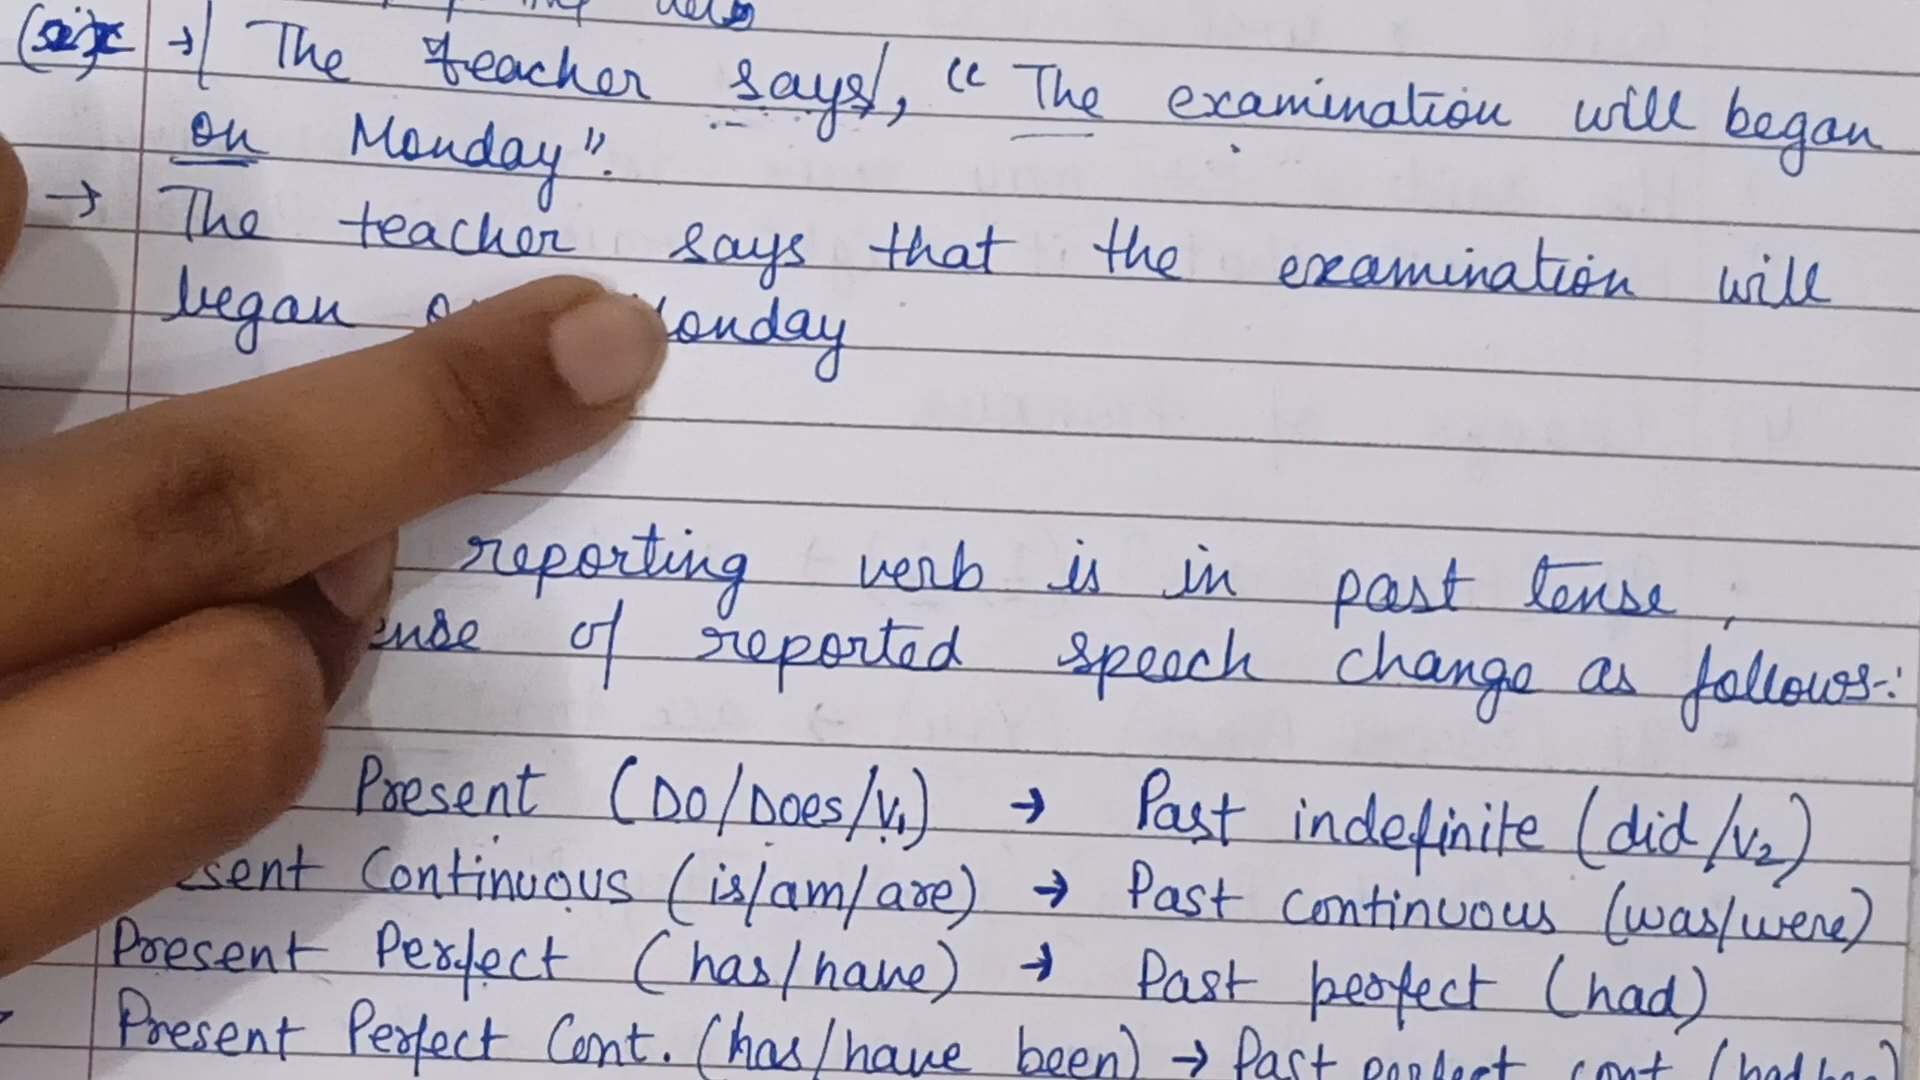 → The teacher says, “The examination will began
on Monday”.
→ The teacher says that the examination will
began Monday
reporting verb is in past tense,
of reported speech change as follows:
Present (DO/Does/V1) → Past indefinite (did/V2)
Continuous (is/am/are) → Past continuous (was/were)
Present Perfect (has/have) → Past perfect (had)
Present Perfect Cont. (has/have been) → Past perfect cont